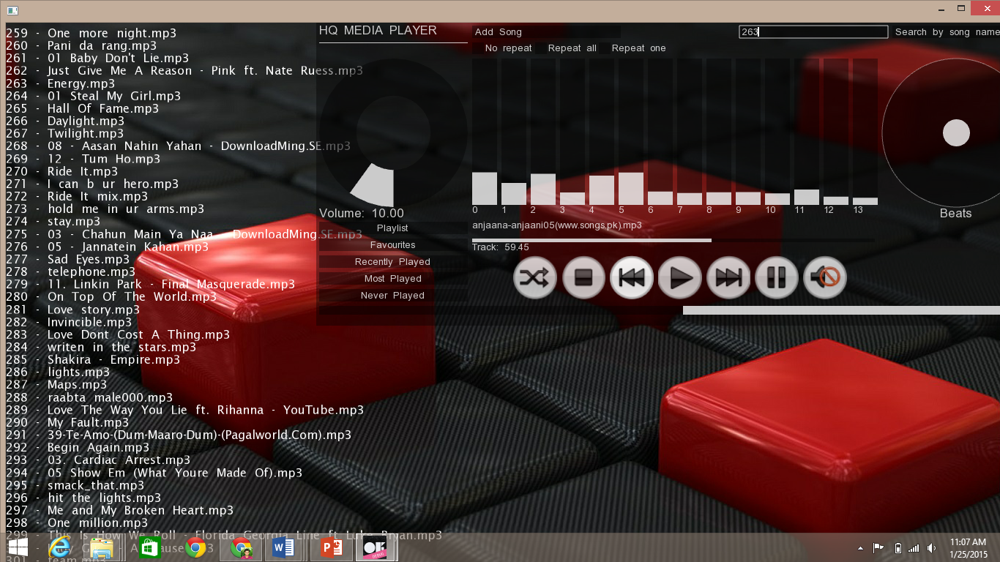 259 - One more night.mp3
260 - Pani da rang.mp3
261 - 01 Baby Don't Lie.mp3
262 - Just Give Me A Reason - Pink ft. Nate Ruess.mp3
263 - Energy.mp3
264 - 01 Steal My Girl.mp3
265 - Hall Of Fame.mp3
266 - Daylight.mp3
267 - Twilight.mp3
268 - 08 - Aasan Nahin Yahan - DownloadMing.SE.mp3
269 - 12 - Tum Ho.mp3
270 - Ride It.mp3
271 - I can b ur hero.mp3
272 - Ride It mix.mp3
273 - hold me in ur arms.mp3
274 - stay.mp3
275 - 03 - Chahun Main Ya Naa - DownloadMing.SE.mp3
276 - 05 - Jannatein Kahan.mp3
277 - Sad Eyes.mp3
278 - telephone.mp3
279 - 11. Linkin Park - Final Masquerade.mp3
280 - On Top Of The World.mp3
281 - Love story.mp3
282 - Invincible.mp3
283 - Love Dont Cost A Thing.mp3
284 - writen in the stars.mp3
285 - Shakira - Empire.mp3
286 - lights.mp3
287 - Maps.mp3
288 - raabta male000.mp3
289 - Love The Way You Lie ft. Rihanna - YouTube.mp3
290 - My Fault.mp3
291 - 39-Te-Amo-(Dum-Maaro-Dum)-(Pagalworld.Com).mp3
292 - Begin Again.mp3
293 - 03. Cardiac Arrest.mp3
294 - 05 Show Em (What Youre Made Of).mp3
295 - smack_that.mp3
296 - hit the lights.mp3
297 - Me and My Broken Heart.mp3
298 - One million.mp3
299 - This Is How We Roll - Florida Georgia Line ft Luke Bryan.mp3
301 - team.mp3
HQ MEDIA PLAYER
Add Song
263
Search by song name
No repeat Repeat all Repeat one
0 1 2 3 4 5 6 7 8 9 10 11 12 13
Volume: 10.00
Beats
anjaana-anjaani05(www.songs.pk).mp3
Track: 59.45
Playlist
Favourites
Recently Played
Most Played
Never Played
DEBUG
11:07 AM
1/25/2015